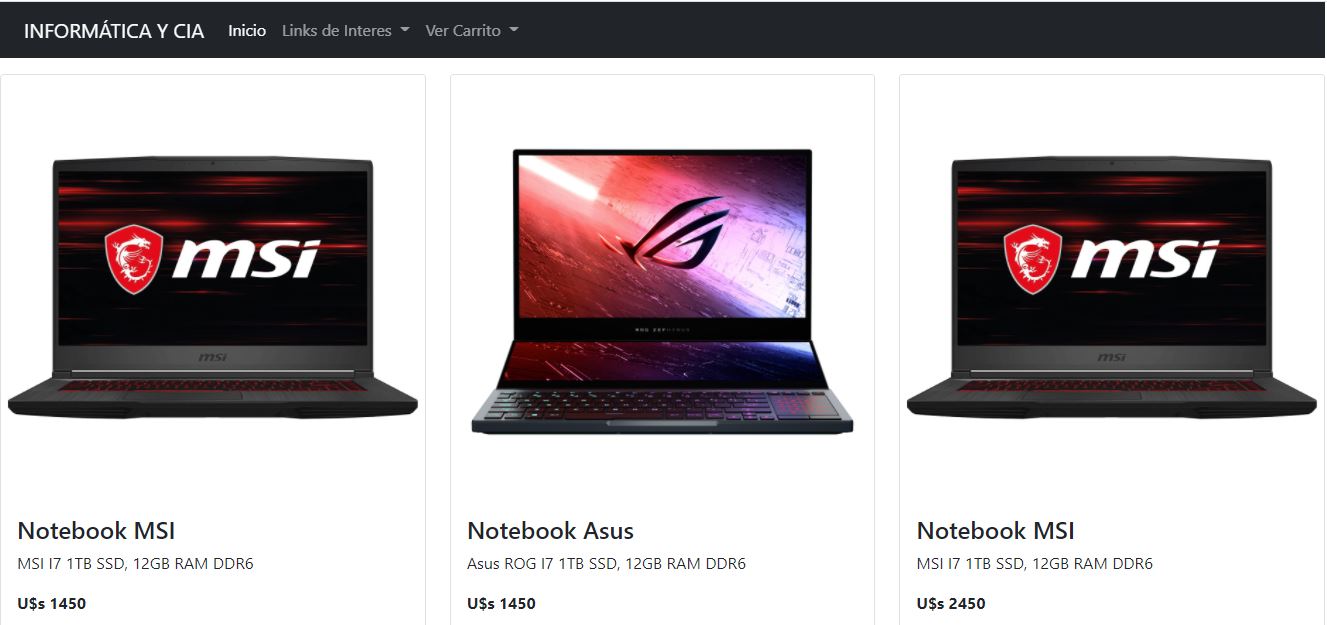 INFORMÁTICA Y CIA Inicio Links de Interes Ver Carrito
msi
msi
Notebook MSI
MSI I7 1TB SSD, 12GB RAM DDR6
U$s 1450
ROG ZEPHYRUS
Notebook Asus
Asus ROG I7 1TB SSD, 12GB RAM DDR6
U$s 1450
msi
msi
Notebook MSI
MSI I7 1TB SSD, 12GB RAM DDR6
U$s 2450